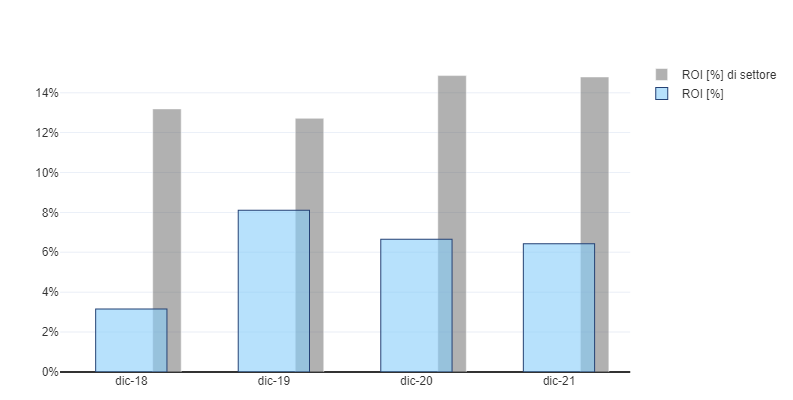 ROI [%] di settore
ROI [%]
14%
12%
10%
8%
6%
4%
2%
0%
dic-18
dic-19
dic-20
dic-21